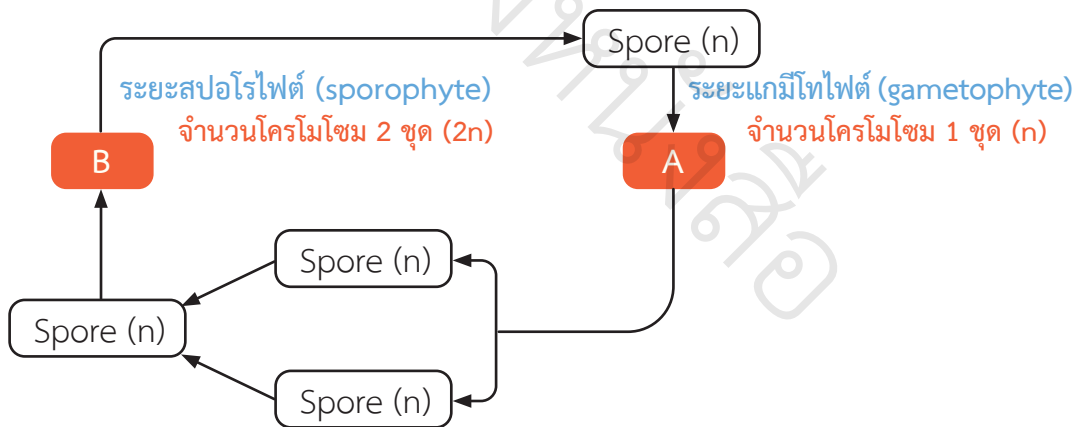 Spore (n)
ระยะสปอโรไฟต์ (sporophyte)
จำนวนโครโมโซม 2 ชุด (2n)
ระยะแกมีโทไฟต์ (gametophyte)
จำนวนโครโมโซม 1 ชุด (n)
B
A
Spore (n)
Spore (n)
Spore (n)